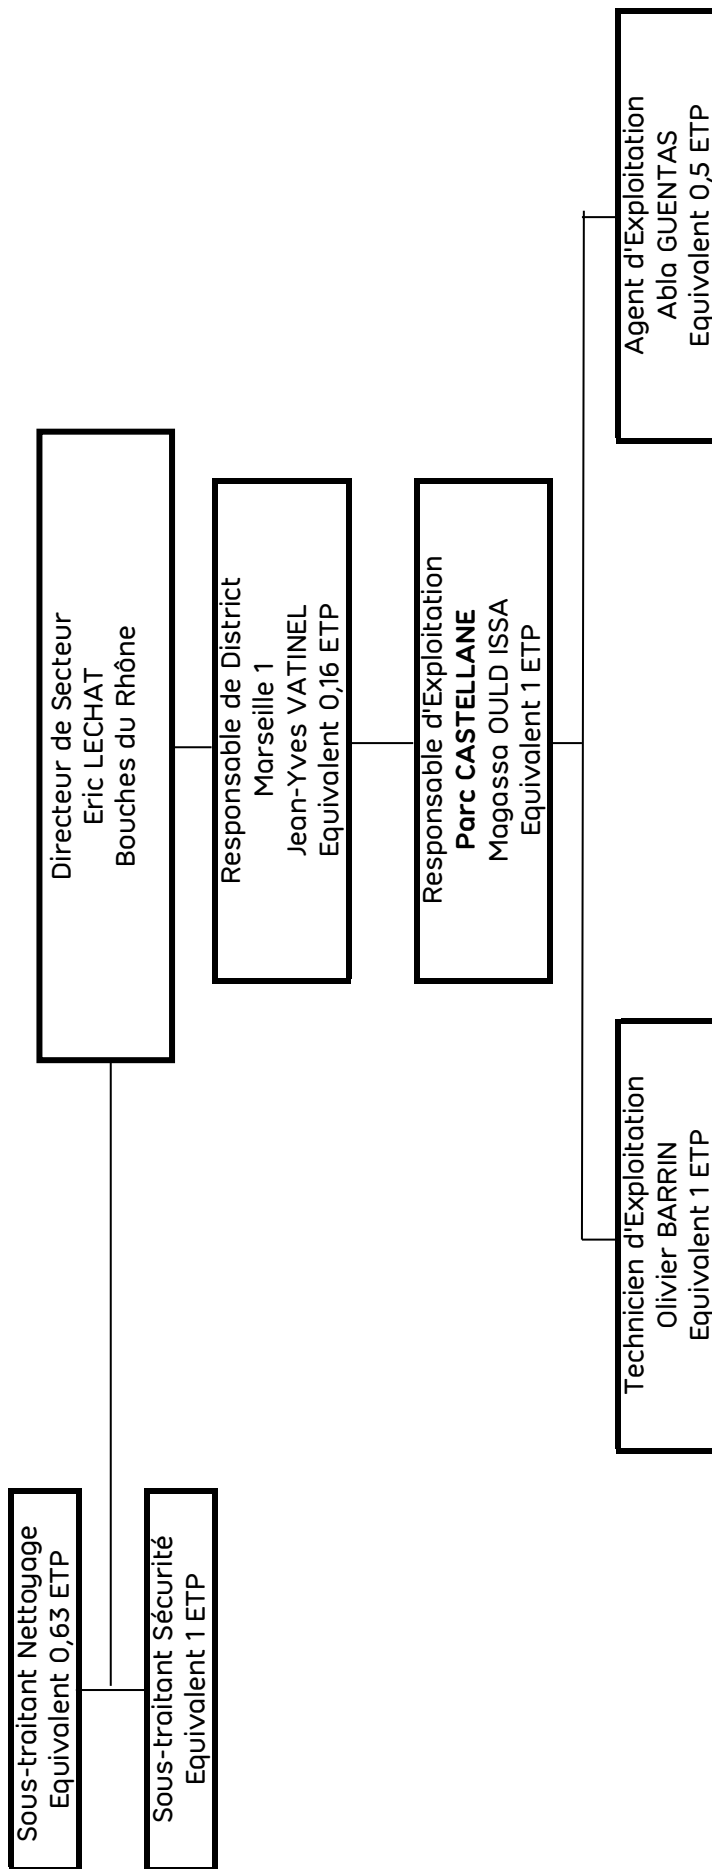 Sous-traitant Nettoyage
Equivalent 0,63 ETP
Sous-traitant Sécurité
Equivalent 1 ETP
Directeur de Secteur
Eric LECHAT
Bouches du Rhône
Responsable de District
Marseille 1
Jean-Yves VATINEL
Equivalent 0,16 ETP
Responsable d'Exploitation
Parc CASTELLANE
Magassa OULD ISSA
Equivalent 1 ETP
Technicien d'Exploitation
Olivier BARRIN
Equivalent 1 ETP
Agent d'Exploitation
Abla GUENTAS
Equivalent 0,5 ETP